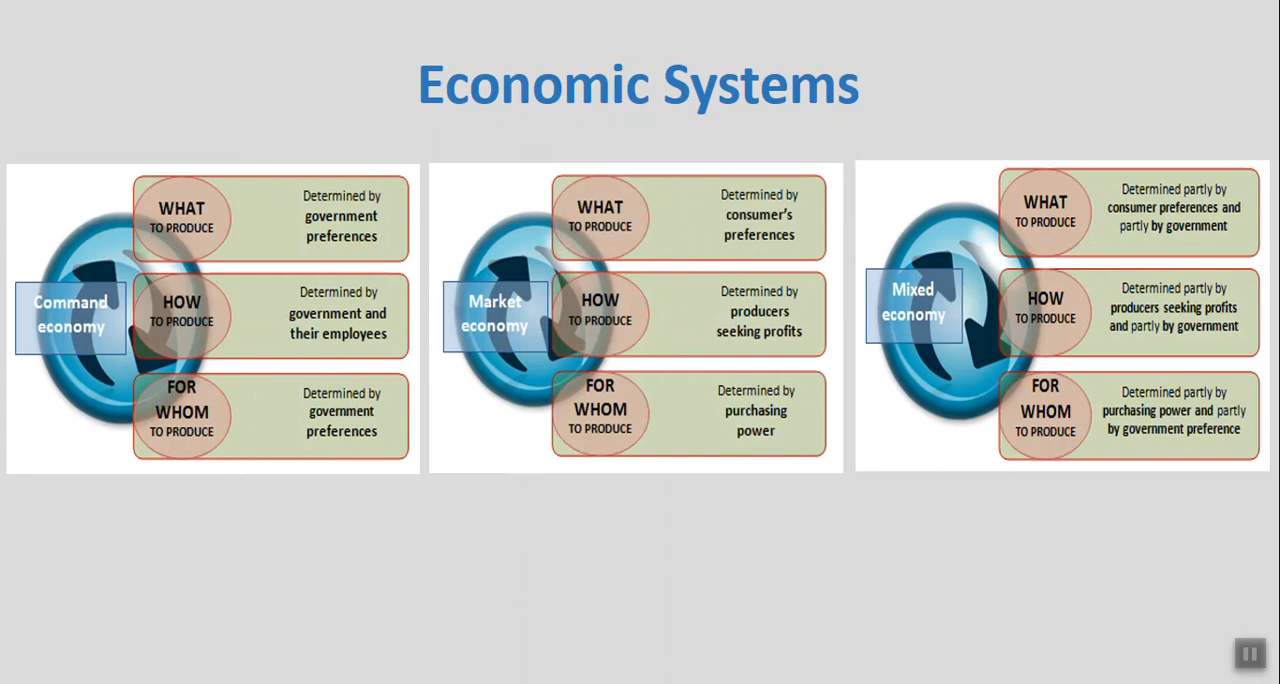 Economic Systems
Command
economy
WHAT
TO PRODUCE
Determined by
government
preferences
HOW
TO PRODUCE
Determined by
government and
their employees
FOR
WHOM
TO PRODUCE
Determined by
government
preferences
Market
economy
WHAT
TO PRODUCE
Determined by
consumer's
preferences
HOW
TO PRODUCE
Determined by
producers
seeking profits
FOR
WHOM
TO PRODUCE
Determined by
purchasing
power
Mixed
economy
WHAT
TO PRODUCE
Determined partly by
consumer preferences and
partly by government
HOW
TO PRODUCE
Determined partly by
producers seeking profits
and partly by government
FOR
WHOM
TO PRODUCE
Determined partly by
purchasing power and partly
by government preference